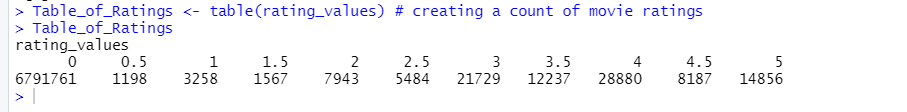 > Table_of_Ratings <- table(rating_values) # creating a count of movie ratings
> Table_of_Ratings
rating_values
0 0.5 1 1.5 2 2.5 3 3.5 4 4.5 5
6791761 1198 3258 1567 7943 5484 21729 12237 28880 8187 14856
>